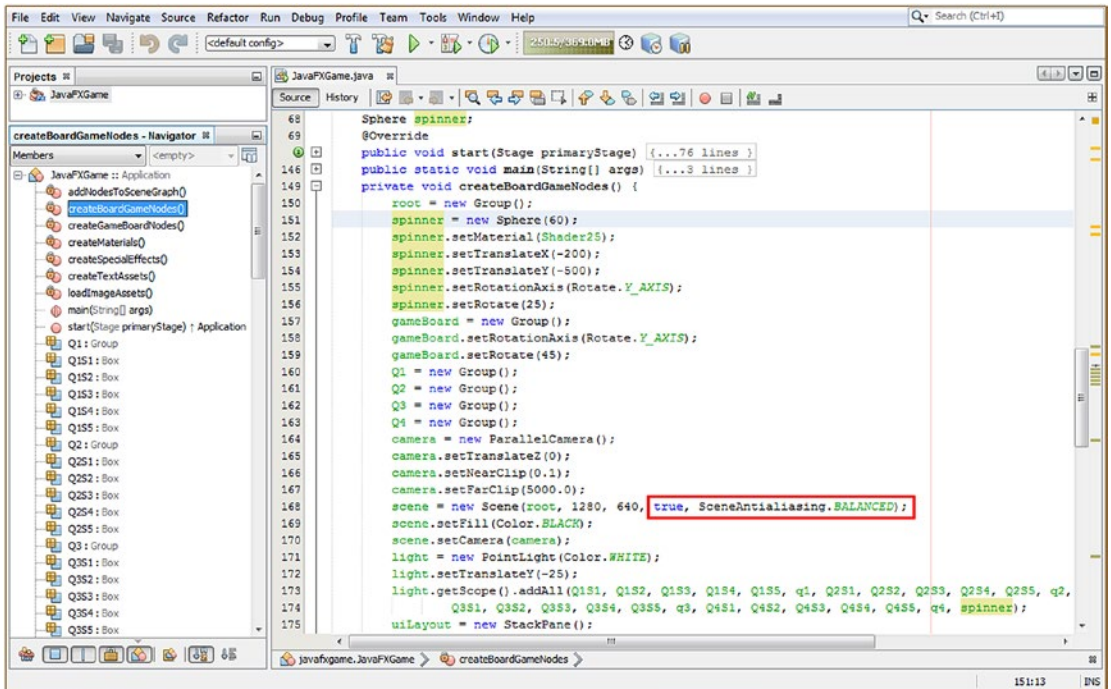 File Edit View Navigate Source Refactor Run Debug Profile Team Tools Window Help
Search (Ctrl+I)
<default config>
Projects
JavaFXGame
createBoardGameNodes - Navigator
Members <empty>
JavaFXGame :: Application
addNodesToSceneGraph()
createBoardGameNodes()
createGameBoardNodes()
createMaterials()
createSpecialEffects()
createTextAssets()
loadImageAssets()
main(String[] args)
start(Stage primaryStage) ↑ Application
Q1 : Group
Q1S1 : Box
Q1S2 : Box
Q1S3 : Box
Q1S4 : Box
Q1S5 : Box
Q2 : Group
Q2S1 : Box
Q2S2 : Box
Q2S3 : Box
Q2S4 : Box
Q2S5 : Box
Q3 : Group
Q3S1 : Box
Q3S2 : Box
Q3S3 : Box
Q3S4 : Box
Q3S5 : Box
JavaFXGame.java
Source History
68 Sphere spinner;
69 @Override
public void start(Stage primaryStage) {...76 lines }
146 public static void main(String[] args) {...3 lines }
149 private void createBoardGameNodes() {
150 root = new Group();
151 spinner = new Sphere(60);
152 spinner.setMaterial(Shader25);
153 spinner.setTranslateX(-200);
154 spinner.setTranslateY(-500);
155 spinner.setRotationAxis(Rotate.Y_AXIS);
156 spinner.setRotate(25);
157 gameBoard = new Group();
158 gameBoard.setRotationAxis(Rotate.Y_AXIS);
159 gameBoard.setRotate(45);
160 Q1 = new Group();
161 Q2 = new Group();
162 Q3 = new Group();
163 Q4 = new Group();
164 camera = new ParallelCamera();
165 camera.setTranslateZ(0);
166 camera.setNearClip(0.1);
167 camera.setFarClip(5000.0);
168 scene = new Scene(root, 1280, 640, true, SceneAntialiasing.BALANCED);
169 scene.setFill(Color.BLACK);
170 scene.setCamera(camera);
171 light = new PointLight(Color.WHITE);
172 light.setTranslateY(-25);
173 light.getScope().addAll(Q1S1, Q1S2, Q1S3, Q1S4, Q1S5, q1, Q2S1, Q2S2, Q2S3, Q2S4, Q2S5, q2,
174 Q3S1, Q3S2, Q3S3, Q3S4, Q3S5, q3, Q4S1, Q4S2, Q4S3, Q4S4, Q4S5, q4, spinner);
175 uiLayout = new StackPane();
javafxgame.JavaFXGame createBoardGameNodes
151:13 INS